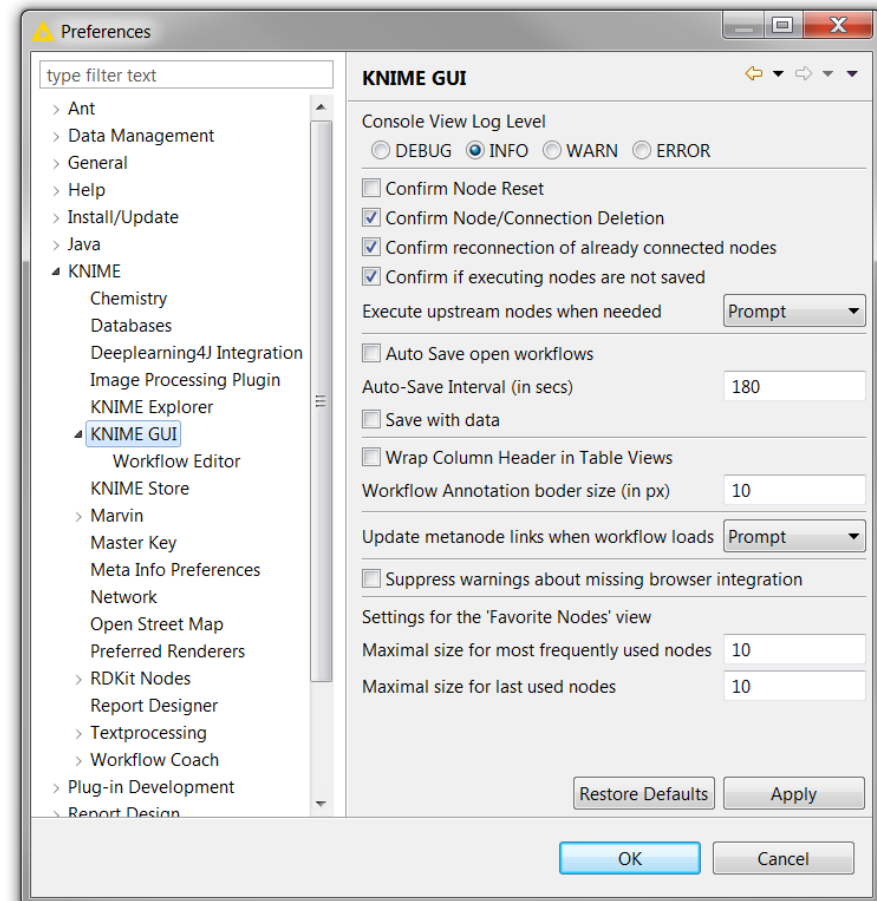 Preferences
type filter text
Ant
Data Management
General
Help
Install/Update
Java
KNIME
Chemistry
Databases
Deeplearning4J Integration
Image Processing Plugin
KNIME Explorer
KNIME GUI
Workflow Editor
KNIME Store
Marvin
Master Key
Meta Info Preferences
Network
Open Street Map
Preferred Renderers
RDKit Nodes
Report Designer
Textprocessing
Workflow Coach
Plug-in Development
Report Design
KNIME GUI
Console View Log Level
DEBUG INFO WARN ERROR
Confirm Node Reset
Confirm Node/Connection Deletion
Confirm reconnection of already connected nodes
Confirm if executing nodes are not saved
Execute upstream nodes when needed Prompt
Auto Save open workflows
Auto-Save Interval (in secs) 180
Save with data
Wrap Column Header in Table Views
Workflow Annotation boder size (in px) 10
Update metanode links when workflow loads Prompt
Suppress warnings about missing browser integration
Settings for the 'Favorite Nodes' view
Maximal size for most frequently used nodes 10
Maximal size for last used nodes 10
Restore Defaults Apply
OK Cancel